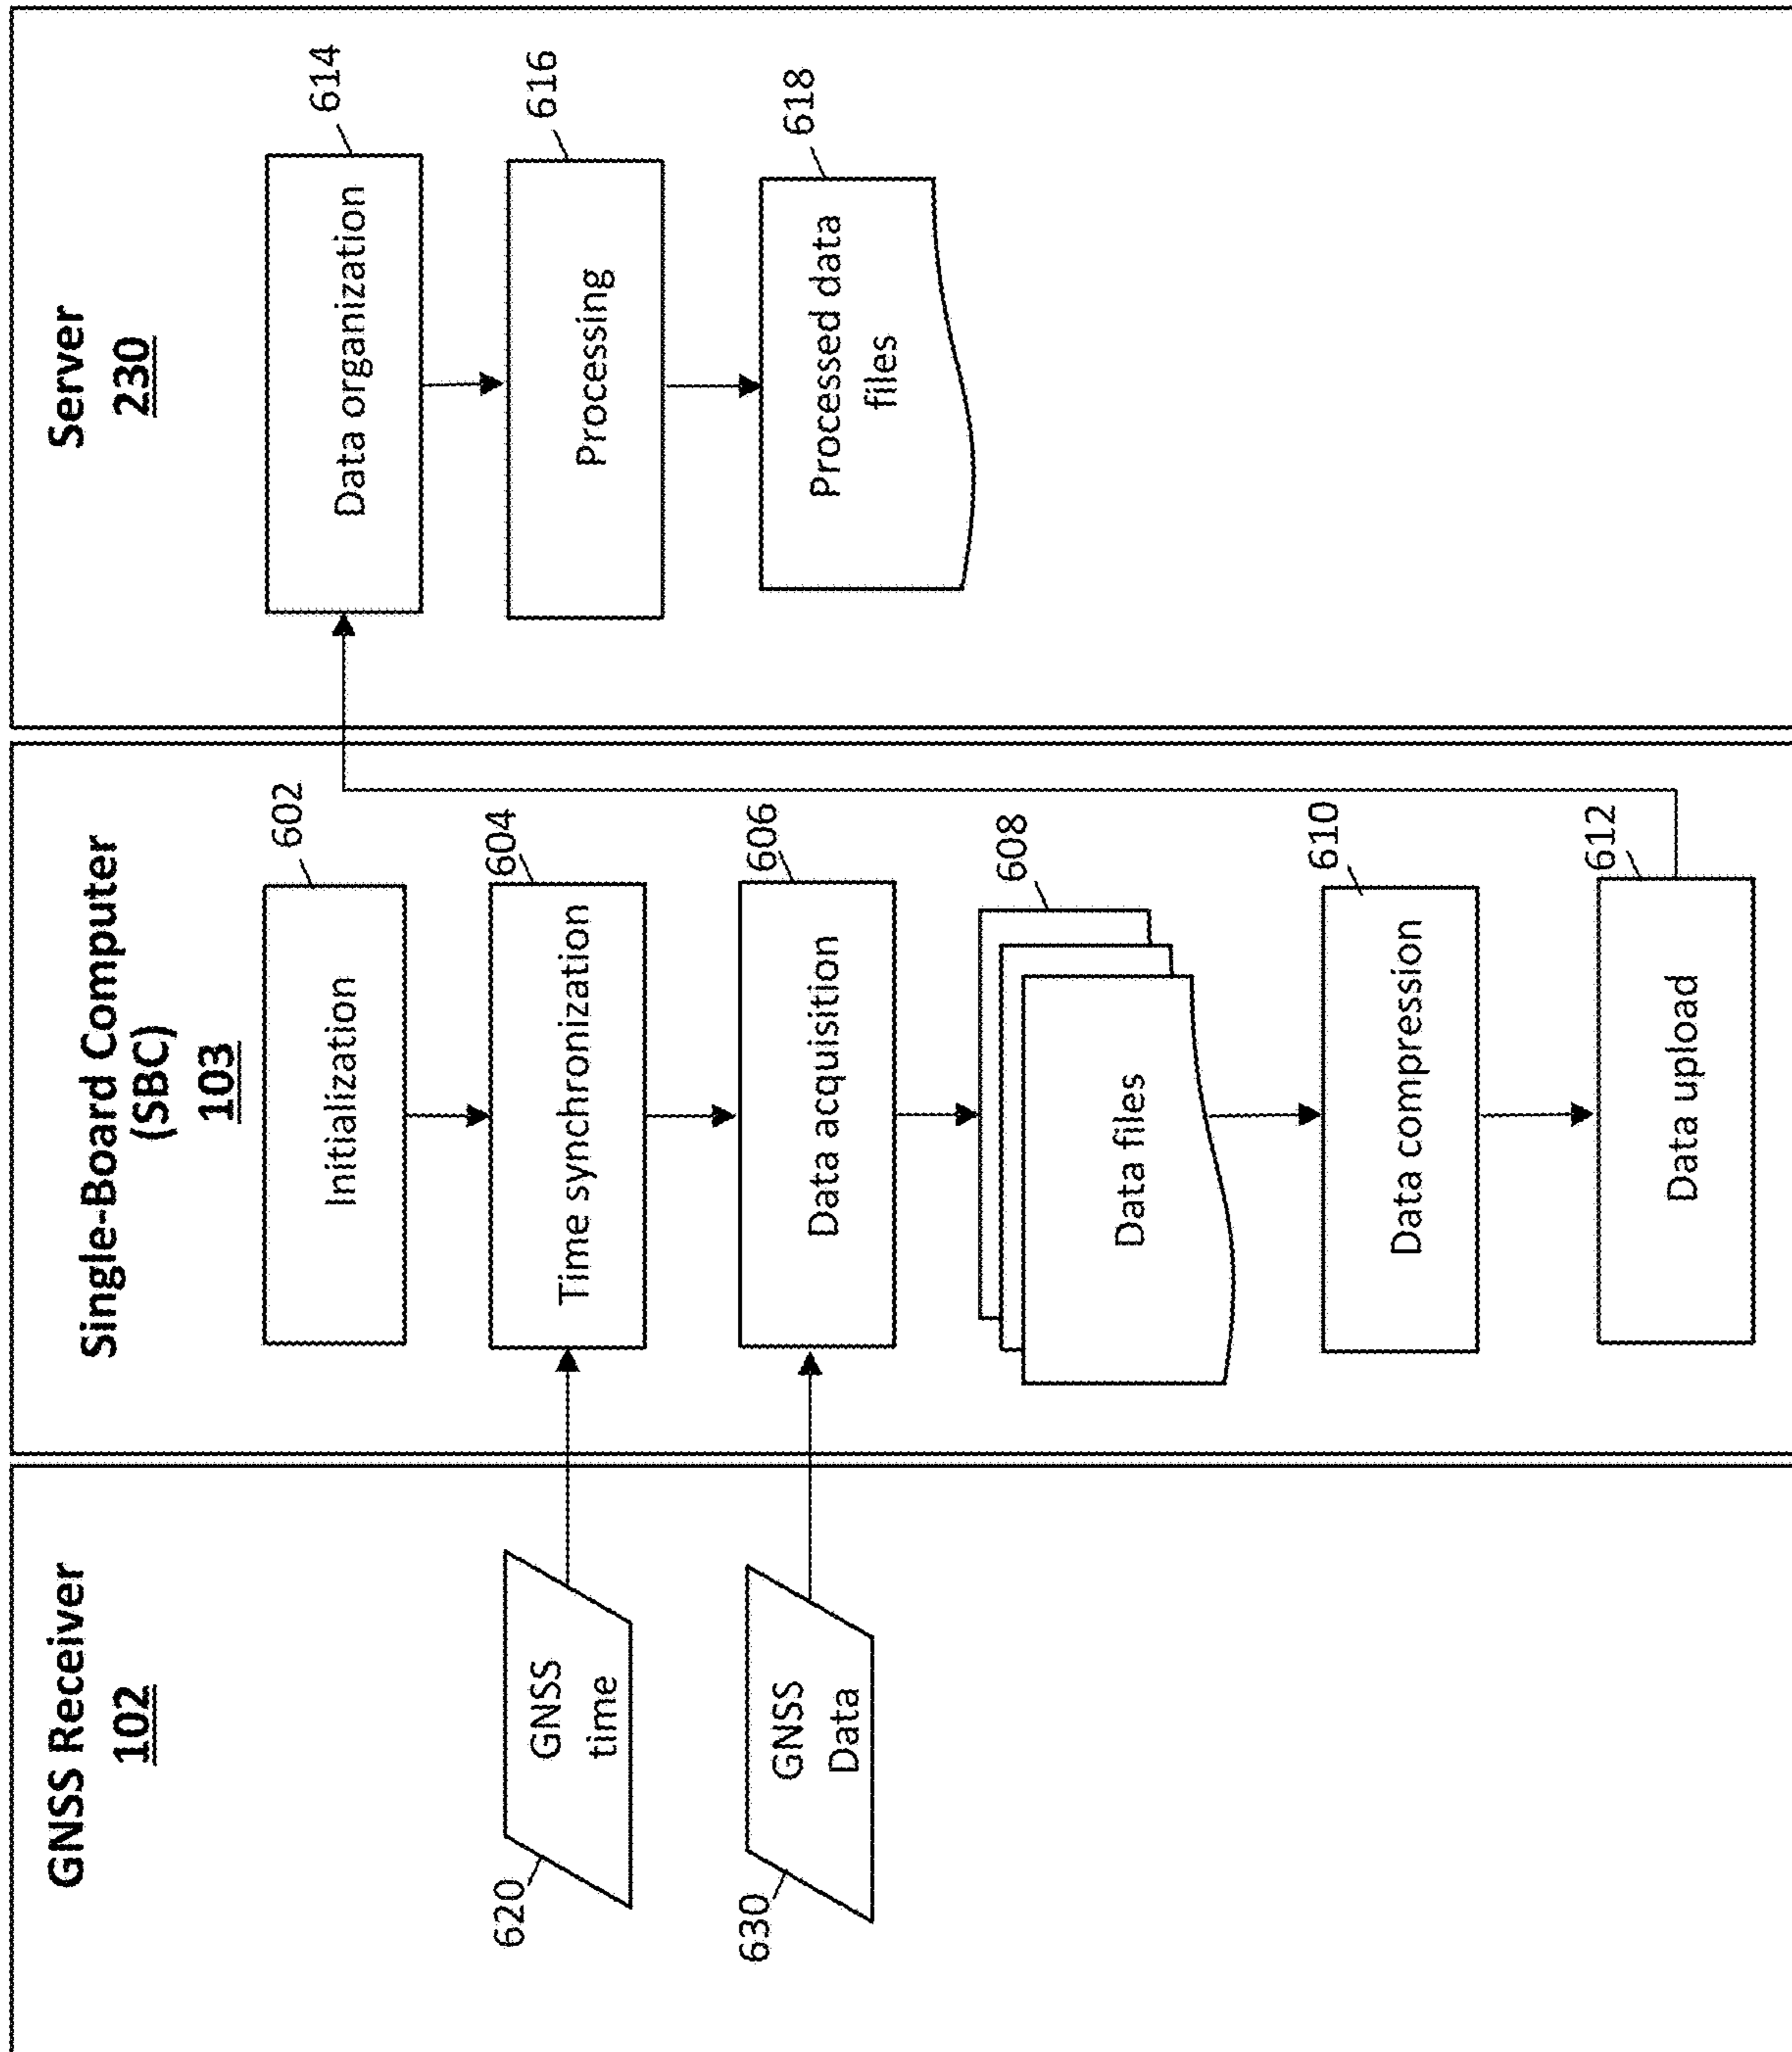 GNSS Receiver
102
620
GNSS
time
630
GNSS
Data
Single-Board Computer
(SBC)
103
602
Initialization
604
Time synchronization
606
Data acquisition
608
Data files
610
Data compression
612
Data upload
Server
230
614
Data organization
616
Processing
618
Processed data
files